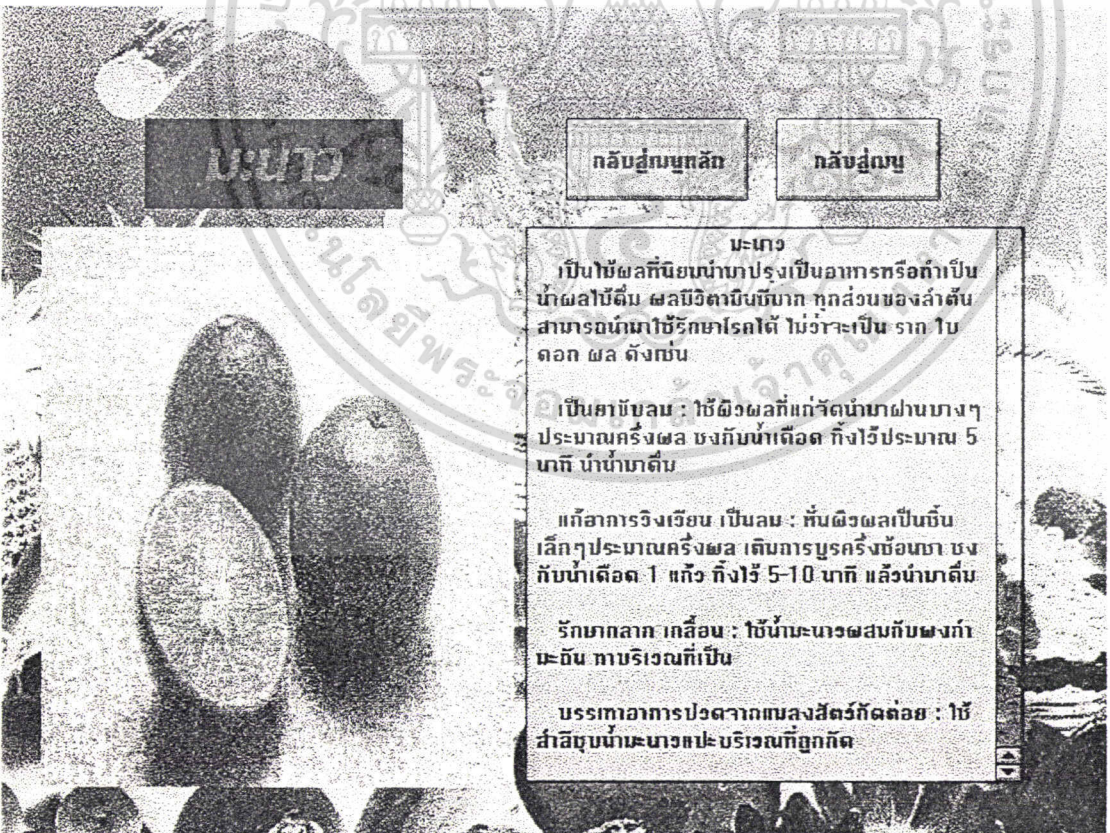 มะนาว
กลับสู่เมนูหลัก
กลับสู่เมนู
มะนาว
เป็นไม้ผลที่นิยมนำมาปรุงเป็นอาหารหรือทำเป็น
น้ำผลไม้ดื่ม ผลมีวิตามินซีมาก ทุกส่วนของลำต้น
สามารถนำมาใช้รักษาโรคได้ ไม่ว่าจะเป็น ราก ใบ
ดอก ผล ดังเช่น
เป็นยาขับลม : ใช้ผิวผลที่แก่จัดนำมาฝานบางๆ
ประมาณครึ่งผล ชงกับน้ำเดือด ทิ้งไว้ประมาณ 5
นาที นำน้ำมาดื่ม
แก้อาการวิงเวียน เป็นลม : หั่นผิวผลเป็นชิ้น
เล็กๆประมาณครึ่งผล เติมการบูรครึ่งช้อนชา ชง
กับน้ำเดือด 1 แก้ว ทิ้งไว้ 5-10 นาที แล้วนำมาดื่ม
รักษากลาก เกลื้อน : ใช้น้ำมะนาวผสมกับผงกำ
มะถัน ทาบริเวณที่เป็น
บรรเทาอาการปวดจากแมลงสัตว์กัดต่อย : ใช้
สำลีชุบน้ำมะนาวแปะบริเวณที่ถูกกัด